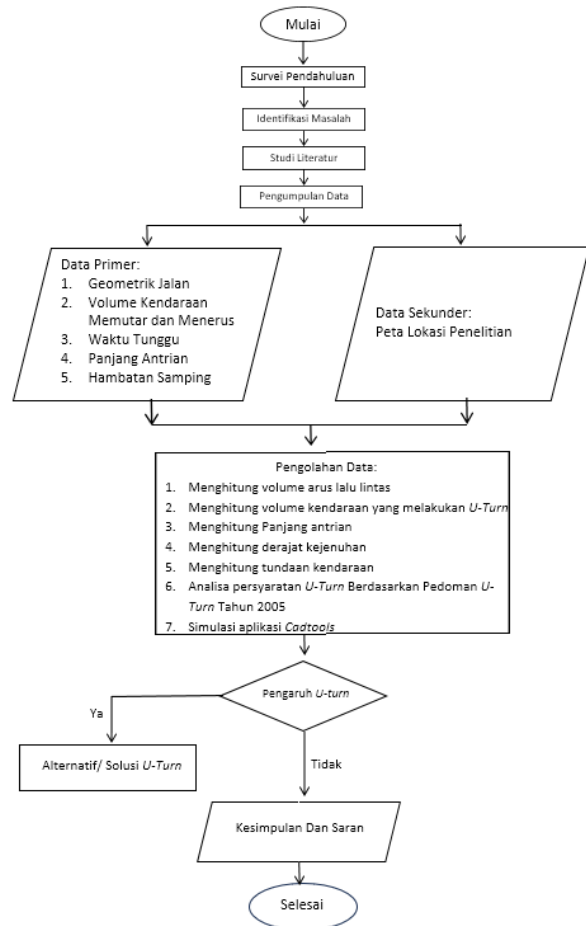 Mulai
Survei Pendahuluan
Identifikasi Masalah
Studi Literatur
Pengumpulan Data
Data Primer:
1. Geometrik Jalan
2. Volume Kendaraan
Memutar dan Menerus
3. Waktu Tunggu
4. Panjang Antrian
5. Hambatan Samping
Data Sekunder:
Peta Lokasi Penelitian
Pengolahan Data:
1. Menghitung volume arus lalu lintas
2. Menghitung volume kendaraan yang melakukan U-Turn
3. Menghitung Panjang antrian
4. Menghitung derajat kejenuhan
5. Menghitung tundaan kendaraan
6. Analisa persyaratan U-Turn Berdasarkan Pedoman U-
Turn Tahun 2005
7. Simulasi aplikasi Cadtools
Pengaruh U-turn
Ya
Alternatif/ Solusi U-Turn
Tidak
Kesimpulan Dan Saran
Selesai